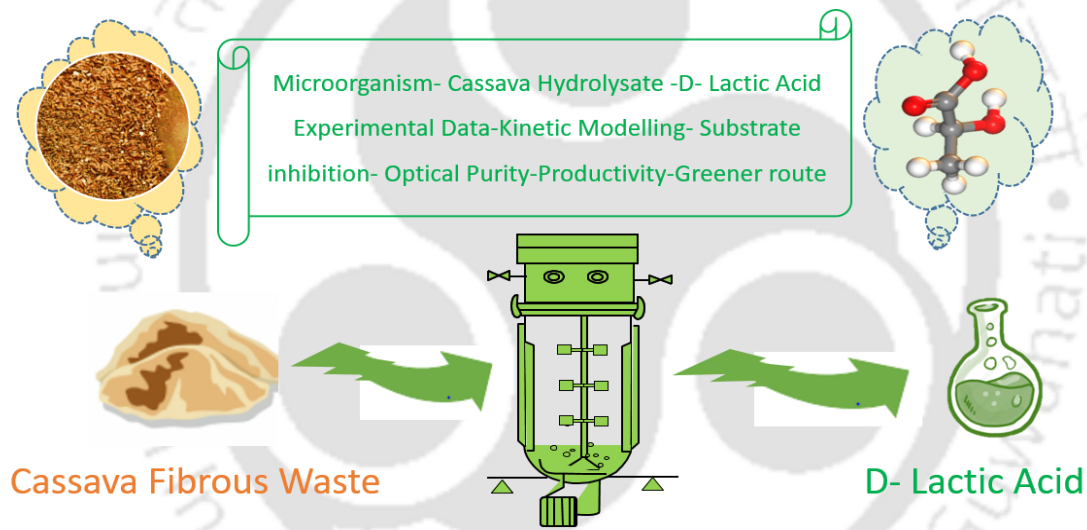 Microorganism- Cassava Hydrolysate -D- Lactic Acid
Experimental Data-Kinetic Modelling- Substrate
inhibition- Optical Purity-Productivity-Greener route
Cassava Fibrous Waste
D- Lactic Acid